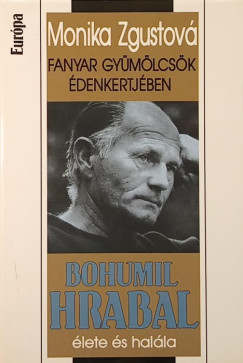 Európa
Monika Zgustová
FANYAR GYÜMÖLCSÖK
ÉDENKERTJÉBEN
BOHUMIL
HRABAL
élete és halála